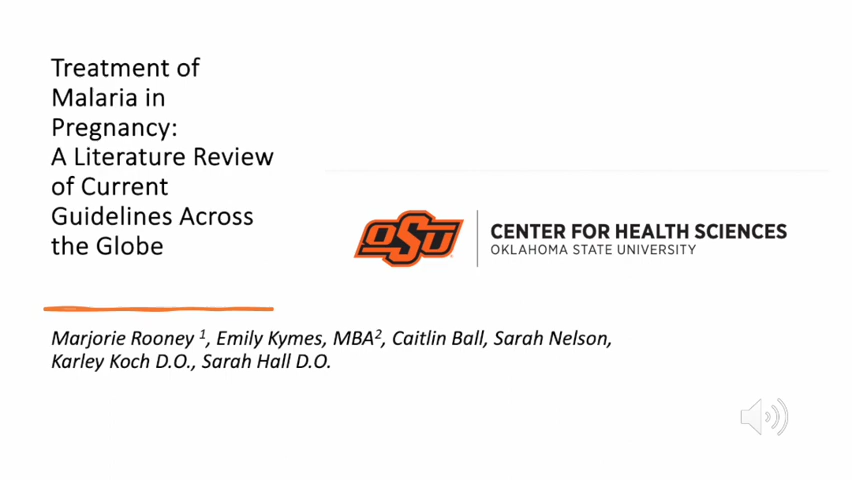 Treatment of
Malaria in
Pregnancy:
A Literature Review
of Current
Guidelines Across
the Globe
OSU
CENTER FOR HEALTH SCIENCES
OKLAHOMA STATE UNIVERSITY
Marjorie Rooney ¹, Emily Kymes, MBA², Caitlin Ball, Sarah Nelson,
Karley Koch D.O., Sarah Hall D.O.